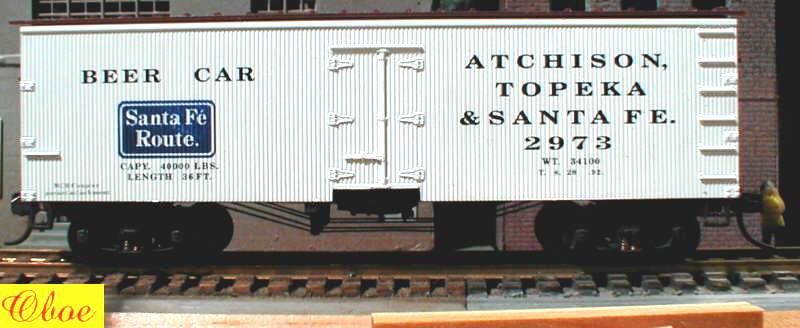 BEER CAR
Santa Fé
Route.
CAPY. 40000 LBS.
LENGTH 36 FT.
ATCHISON,
TOPEKA
& SANTA FE.
2973
WT. 34100
Oboe